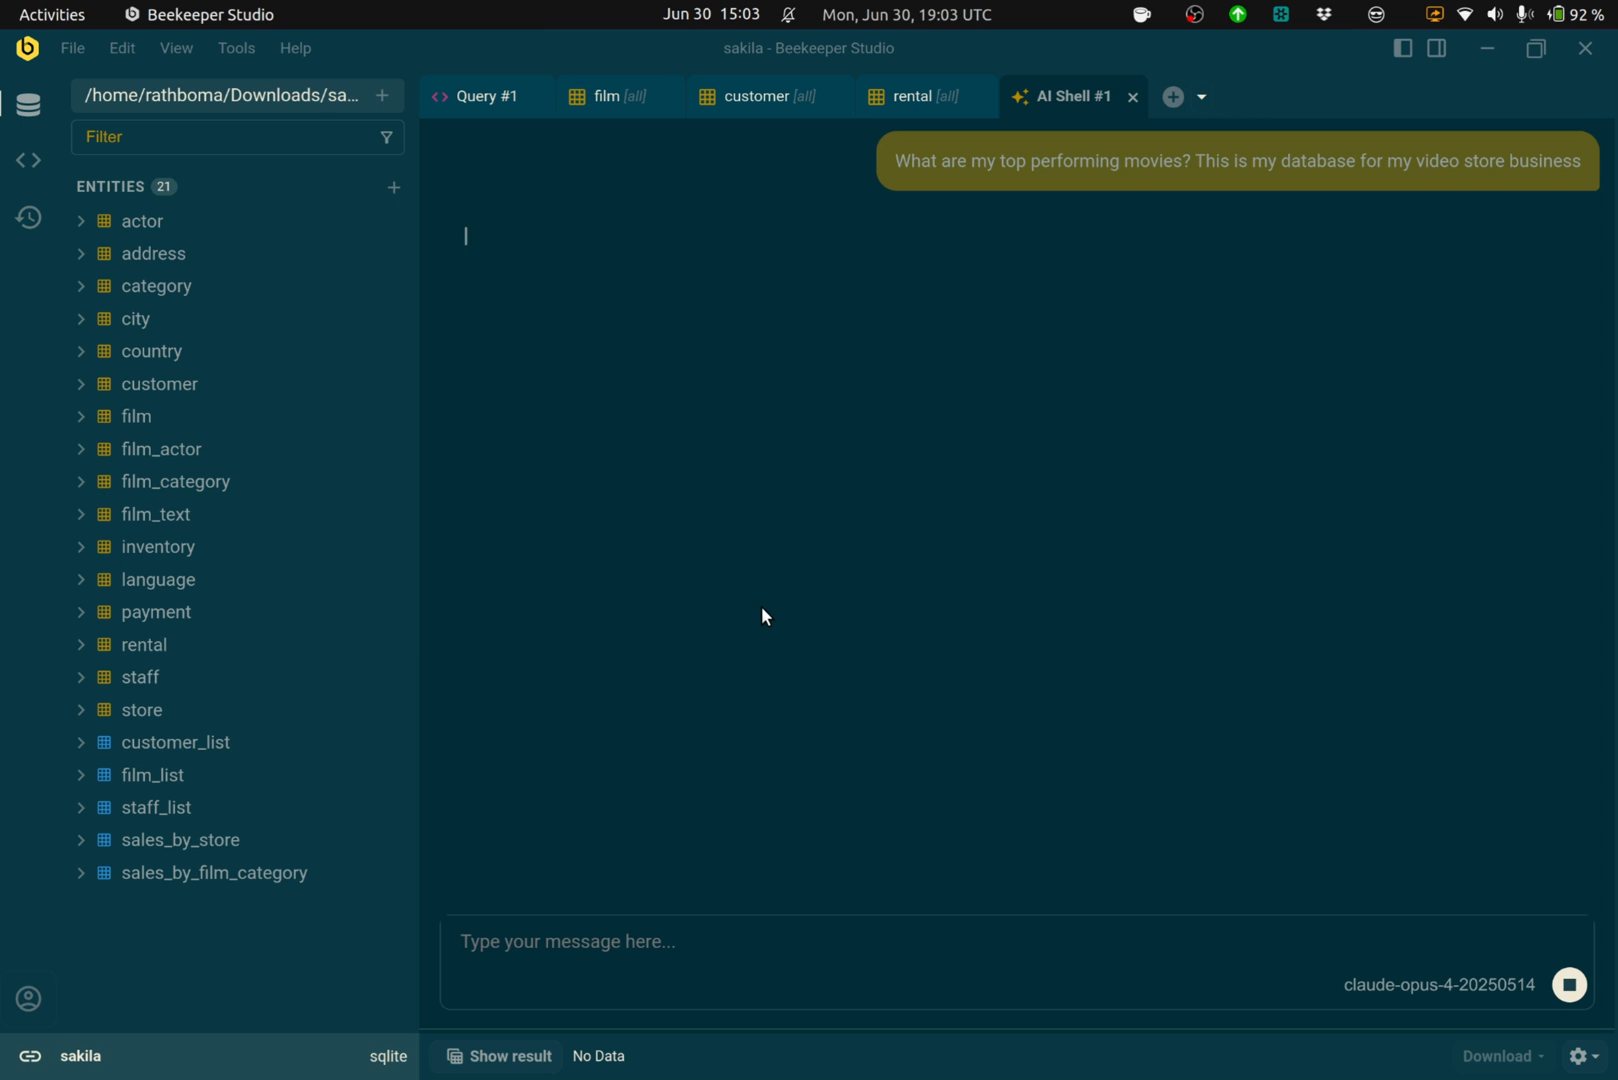 Activities Beekeeper Studio Jun 30 15:03 Mon, Jun 30, 19:03 UTC 92 %
File Edit View Tools Help sakila - Beekeeper Studio
/home/rathboma/Downloads/sa... +
Query #1 film [all] customer [all] rental [all] AI Shell #1
Filter
ENTITIES 21
actor
address
category
city
country
customer
film
film_actor
film_category
film_text
inventory
language
payment
rental
staff
store
customer_list
film_list
staff_list
sales_by_store
sales_by_film_category
What are my top performing movies? This is my database for my video store business
Type your message here...
claude-opus-4-20250514
sakila sqlite
Show result No Data Download